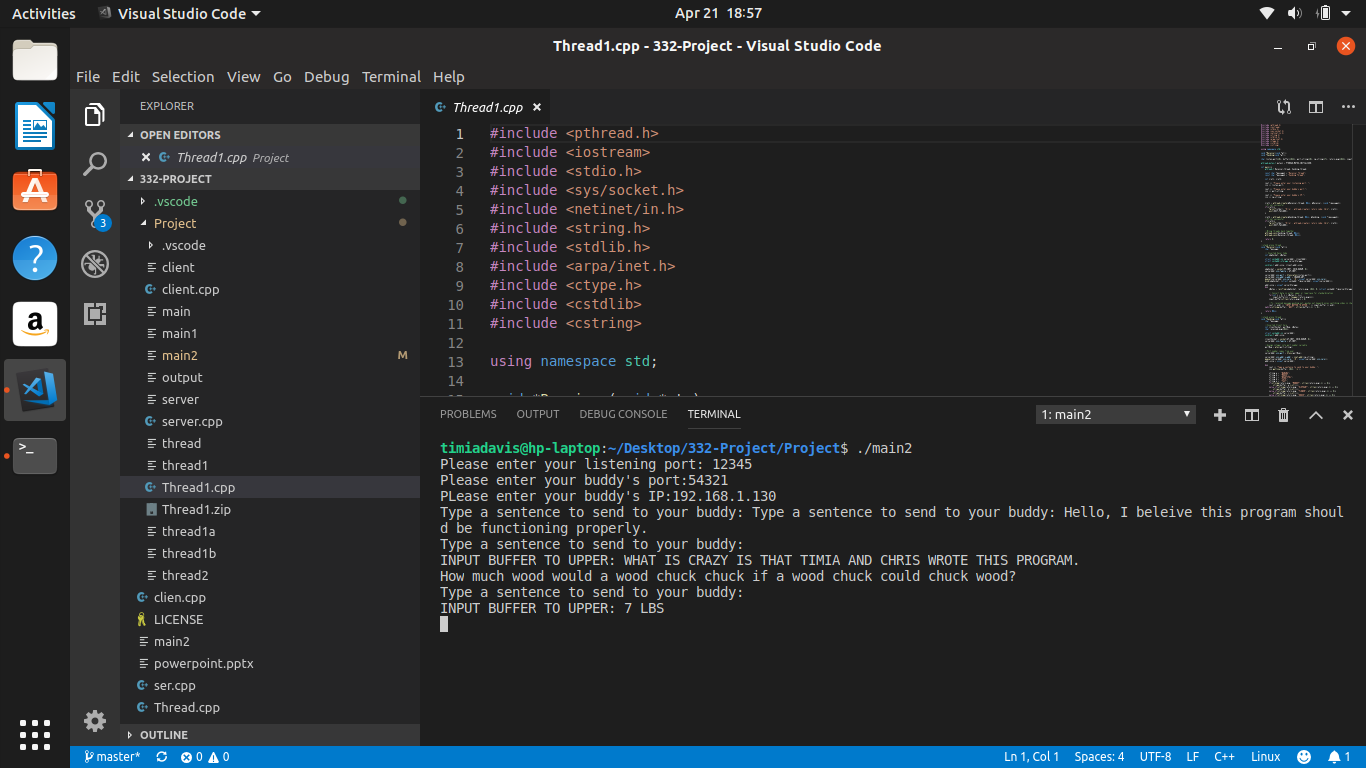 Activities Visual Studio Code Apr 21 18:57
Thread1.cpp - 332-Project - Visual Studio Code
File Edit Selection View Go Debug Terminal Help
EXPLORER
OPEN EDITORS
Thread1.cpp Project
332-PROJECT
.vscode
Project
.vscode
client
client.cpp
main
main1
main2 M
output
server
server.cpp
thread
thread1
Thread1.cpp
Thread1.zip
thread1a
thread1b
thread2
clien.cpp
LICENSE
main2
powerpoint.pptx
ser.cpp
Thread.cpp
OUTLINE
3
?
a
>_
Thread1.cpp
1 #include <pthread.h>
2 #include <iostream>
3 #include <stdio.h>
4 #include <sys/socket.h>
5 #include <netinet/in.h>
6 #include <string.h>
7 #include <stdlib.h>
8 #include <arpa/inet.h>
9 #include <ctype.h>
10 #include <cstdlib>
11 #include <cstring>
12
13 using namespace std;
14
PROBLEMS OUTPUT DEBUG CONSOLE TERMINAL 1: main2
timiadavis@hp-laptop:~/Desktop/332-Project/Project$ ./main2
Please enter your listening port: 12345
Please enter your buddy's port:54321
PLease enter your buddy's IP:192.168.1.130
Type a sentence to send to your buddy: Type a sentence to send to your buddy: Hello, I beleive this program shoul
d be functioning properly.
Type a sentence to send to your buddy:
INPUT BUFFER TO UPPER: WHAT IS CRAZY IS THAT TIMIA AND CHRIS WROTE THIS PROGRAM.
How much wood would a wood chuck chuck if a wood chuck could chuck wood?
Type a sentence to send to your buddy:
INPUT BUFFER TO UPPER: 7 LBS
master* 0 0 Ln 1, Col 1 Spaces: 4 UTF-8 LF C++ Linux 1